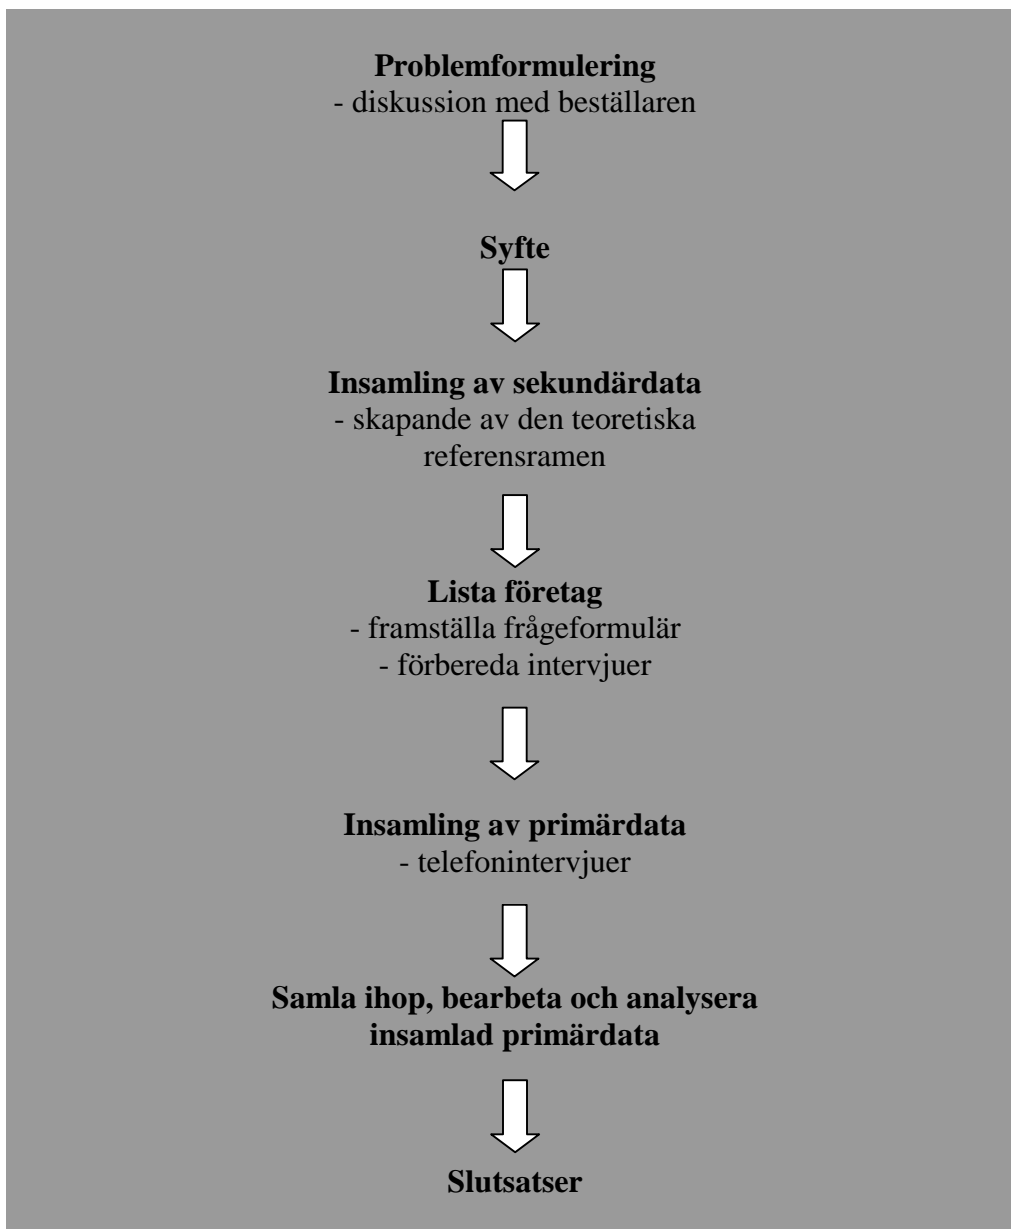 Problemformulering
- diskussion med beställaren
Syfte
Insamling av sekundärdata
- skapande av den teoretiska
referensramen
Lista företag
- framställa frågeformulär
- förbereda intervjuer
Insamling av primärdata
- telefonintervjuer
Samla ihop, bearbeta och analysera
insamlad primärdata
Slutsatser